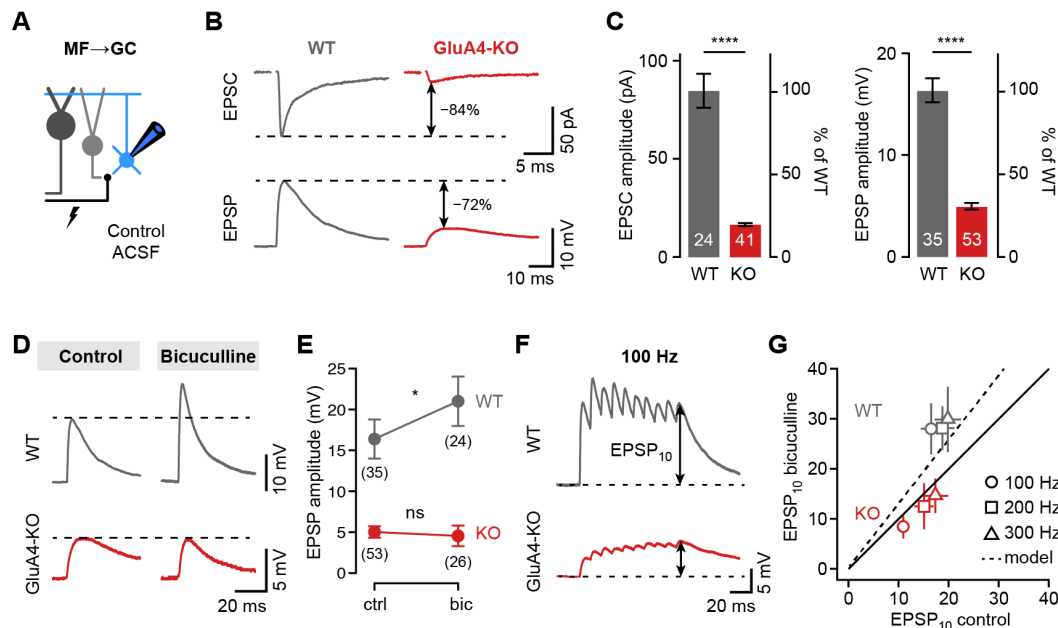 A
MF→GC
Control
ACSF
B
WT
GluA4-KO
EPSC
−84%
50 pA
5 ms
EPSP
−72%
10 mV
10 ms
C
****
EPSC amplitude (pA)
100
50
0
24
41
WT
KO
100
50
0
% of WT
****
EPSP amplitude (mV)
20
15
10
5
0
35
53
WT
KO
100
50
0
% of WT
D
Control
Bicuculline
WT
10 mV
GluA4-KO
5 mV
20 ms
E
EPSP amplitude (mV)
25
20
15
10
5
0
*
WT
(35)
(24)
ns
KO
(53)
(26)
ctrl
bic
F
100 Hz
WT
EPSP10
GluA4-KO
5 mV
20 ms
G
EPSP10 bicuculline
40
30
20
10
0
WT
KO
100 Hz
200 Hz
300 Hz
model
0
10
20
30
40
EPSP10 control